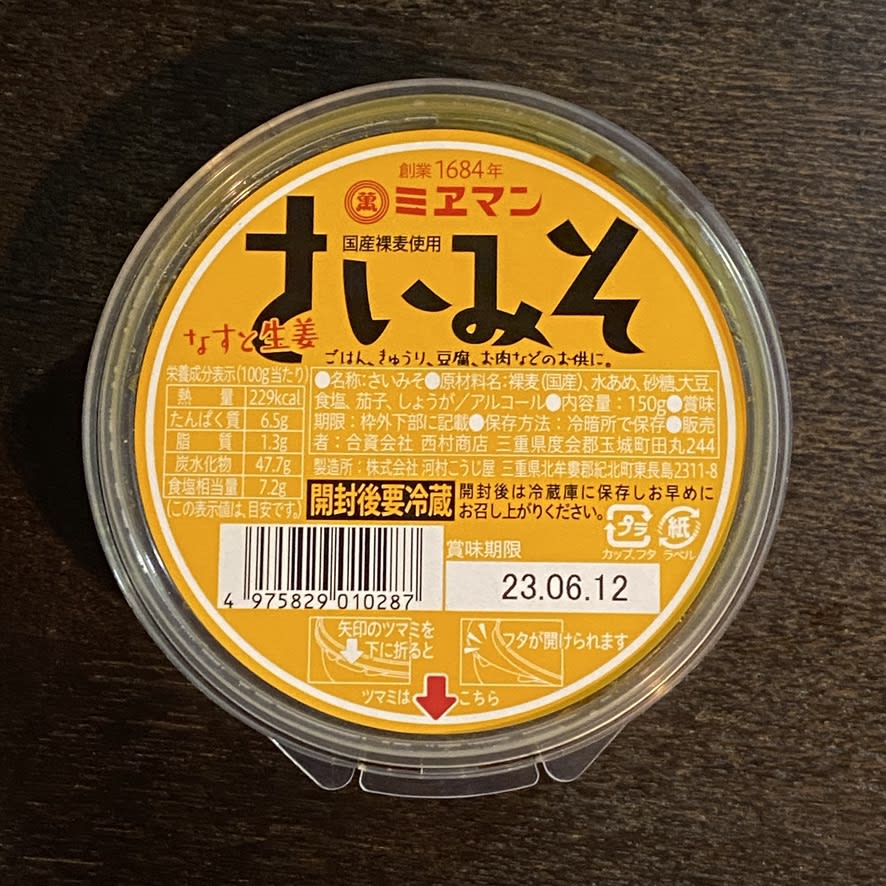 創業1684年
萬 ミヱマン
国産裸麦使用
さいみそ
なすと生姜
ごはん、きゅうり、豆腐、お肉などのお供に。
栄養成分表示(100g当たり)
熱量 229kcal
たんぱく質 6.5g
脂質 1.3g
炭水化物 47.7g
食塩相当量 7.2g
(この表示値は、目安です。)
●名称:さいみそ●原材料名:裸麦(国産)、水あめ、砂糖、大豆、
食塩、茄子、しょうが/アルコール●内容量:150g●賞味
期限:枠外下部に記載●保存方法:冷暗所で保存●販売
者:合資会社 西村商店 三重県度会郡玉城町田丸244
製造所:株式会社 河村こうじ屋 三重県北牟婁郡紀北町東長島2311-8
開封後要冷蔵
開封後は冷蔵庫に保存しお早めに
お召し上がりください。
プラ
カップ、フタ
紙
ラベル
4 975829 010287
賞味期限
23.06.12
矢印のツマミを
下に折ると
フタが開けられます
ツマミは こちら